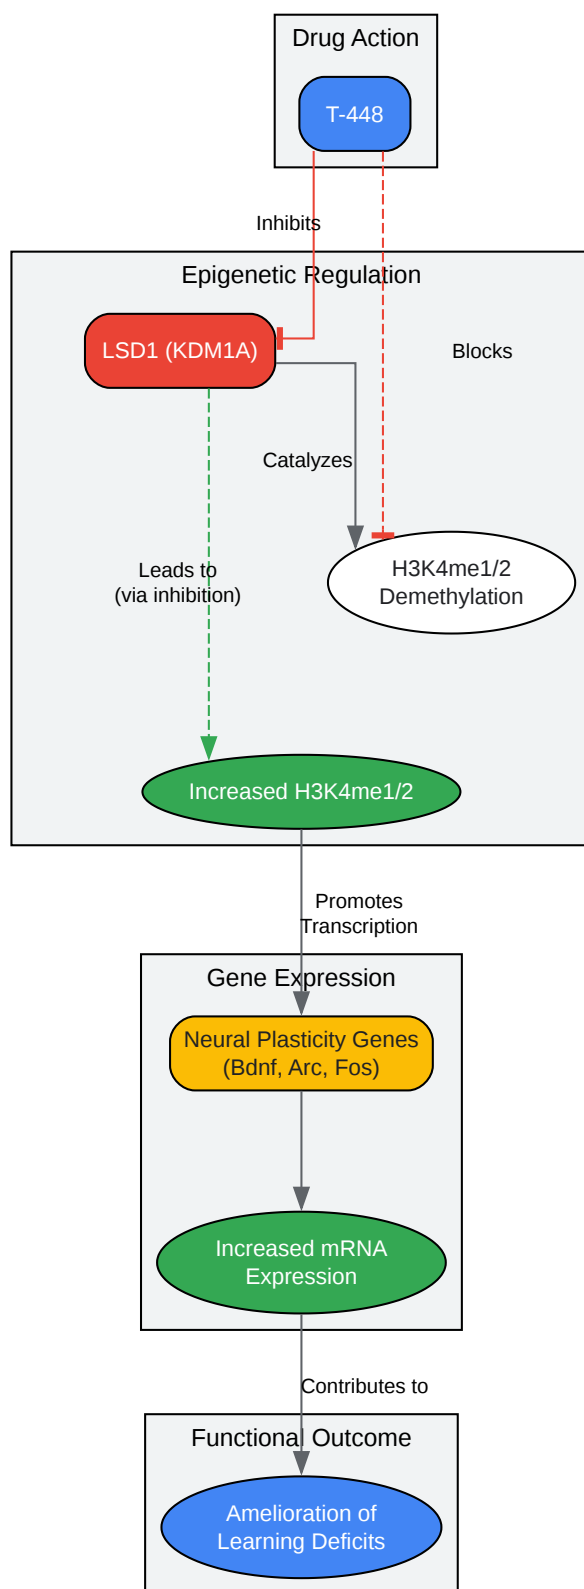 Drug Action
T-448
Inhibits
Epigenetic Regulation
LSD1 (KDM1A)
Blocks
Catalyzes
Leads to
(via inhibition)
H3K4me1/2
Demethylation
Increased H3K4me1/2
Promotes
Transcription
Gene Expression
Neural Plasticity Genes
(Bdnf, Arc, Fos)
Increased mRNA
Expression
Contributes to
Functional Outcome
Amelioration of
Learning Deficits